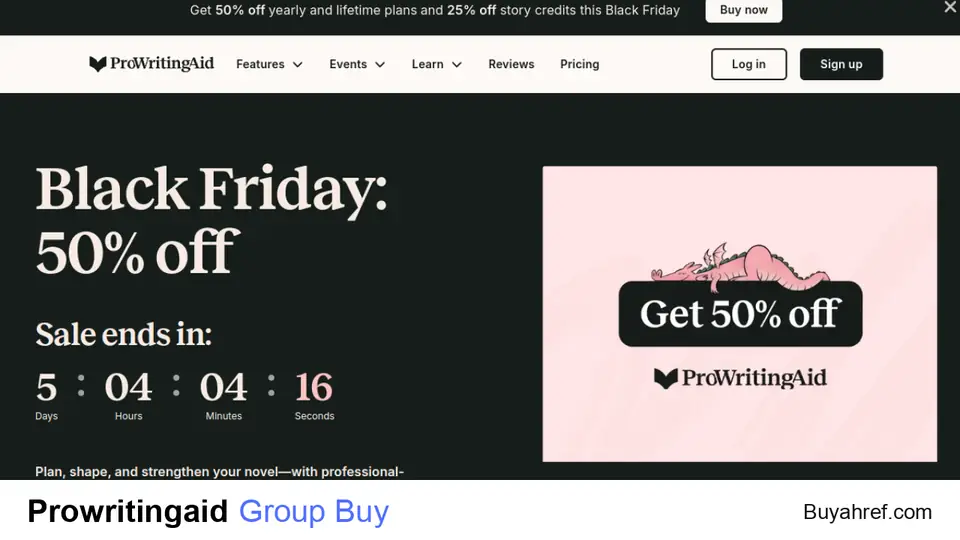 Get 50% off yearly and lifetime plans and 25% off story credits this Black Friday
Buy now
ProWritingAid
Features
Events
Learn
Reviews
Pricing
Log in
Sign up
Black Friday:
50% off
Sale ends in:
5 : 04 : 04 : 16
Days Hours Minutes Seconds
Plan, shape, and strengthen your novel—with professional-
Get 50% off
ProWritingAid
Prowritingaid Group Buy
Buyahref.com